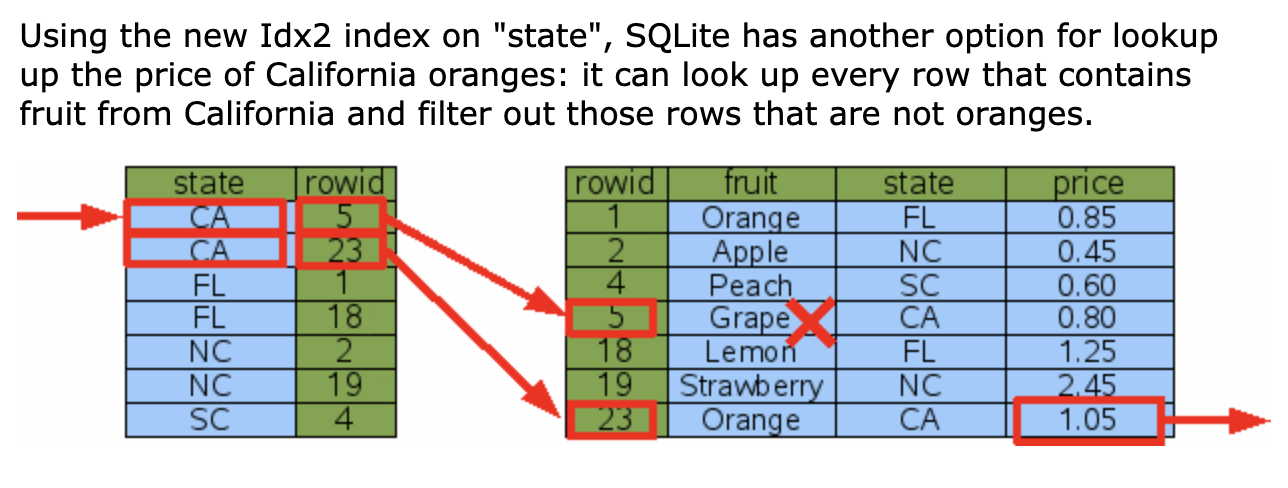 Using the new Idx2 index on "state", SQLite has another option for lookup
up the price of California oranges: it can look up every row that contains
fruit from California and filter out those rows that are not oranges.
state rowid
CA 5
CA 23
FL 1
FL 18
NC 2
NC 19
SC 4
rowid fruit state price
1 Orange FL 0.85
2 Apple NC 0.45
4 Peach SC 0.60
5 Grape CA 0.80
18 Lemon FL 1.25
19 Strawberry NC 2.45
23 Orange CA 1.05